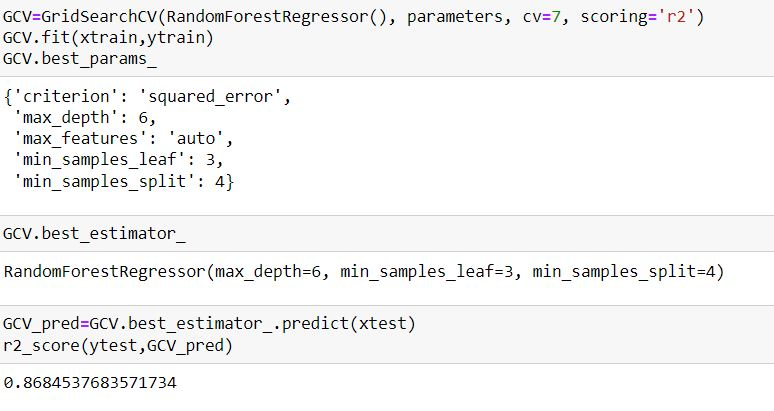 GCV=GridSearchCV(RandomForestRegressor(), parameters, cv=7, scoring='r2')
GCV.fit(xtrain,ytrain)
GCV.best_params_
{'criterion': 'squared_error',
 'max_depth': 6,
 'max_features': 'auto',
 'min_samples_leaf': 3,
 'min_samples_split': 4}
GCV.best_estimator_
RandomForestRegressor(max_depth=6, min_samples_leaf=3, min_samples_split=4)
GCV_pred=GCV.best_estimator_.predict(xtest)
r2_score(ytest,GCV_pred)
0.8684537683571734